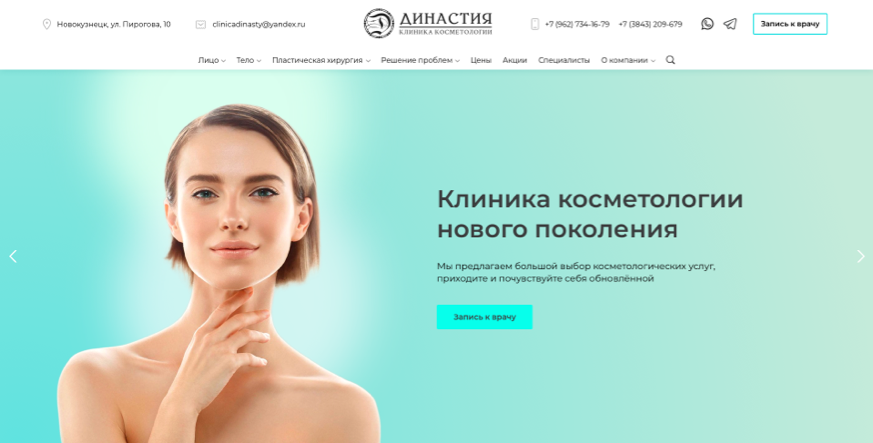 Новокузнецк, ул. Пирогова, 10
clinicadinasty@yandex.ru
ДИНАСТИЯ
КЛИНИКА КОСМЕТОЛОГИИ
+7 (962) 734-16-79
+7 (3843) 209-679
Запись к врачу
Лицо
Тело
Пластическая хирургия
Решение проблем
Цены
Акции
Специалисты
О компании
Клиника косметологии
нового поколения
Мы предлагаем большой выбор косметологических услуг,
приходите и почувствуйте себя обновлённой
Запись к врачу